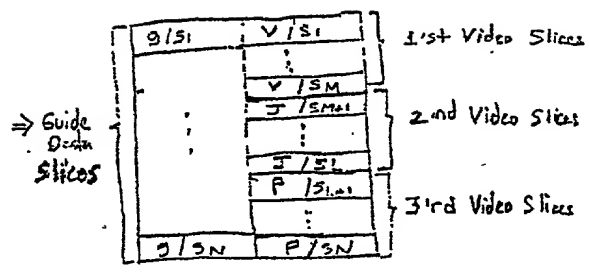 g/S1 V/S1 1'st Video Slices
V/SM
⇒ Guide J/SM+1 2nd Video Slices
Data
Slices J/SL
P/SL+1 3'rd Video Slices
g/SN P/SN